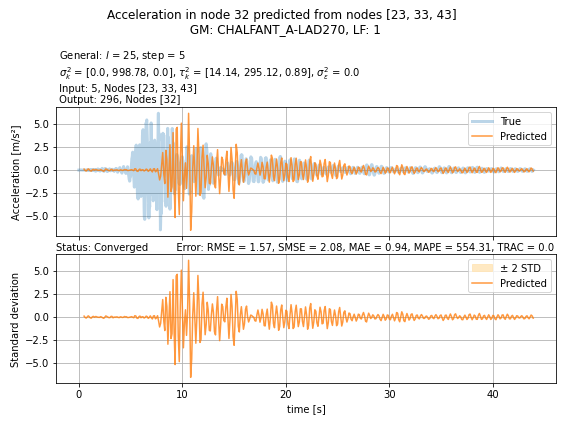 Acceleration in node 32 predicted from nodes [23, 33, 43]
GM: CHALFANT_A-LAD270, LF: 1
General: l = 25, step = 5
σ²ₖ = [0.0, 998.78, 0.0], τ²ₖ = [14.14, 295.12, 0.89], σ²ε = 0.0
Input: 5, Nodes [23, 33, 43]
Output: 296, Nodes [32]
Acceleration [m/s²]
5.0
2.5
0.0
−2.5
−5.0
True
Predicted
Status: Converged Error: RMSE = 1.57, SMSE = 2.08, MAE = 0.94, MAPE = 554.31, TRAC = 0.0
Standard deviation
5.0
2.5
0.0
−2.5
−5.0
± 2 STD
Predicted
0 10 20 30 40
time [s]